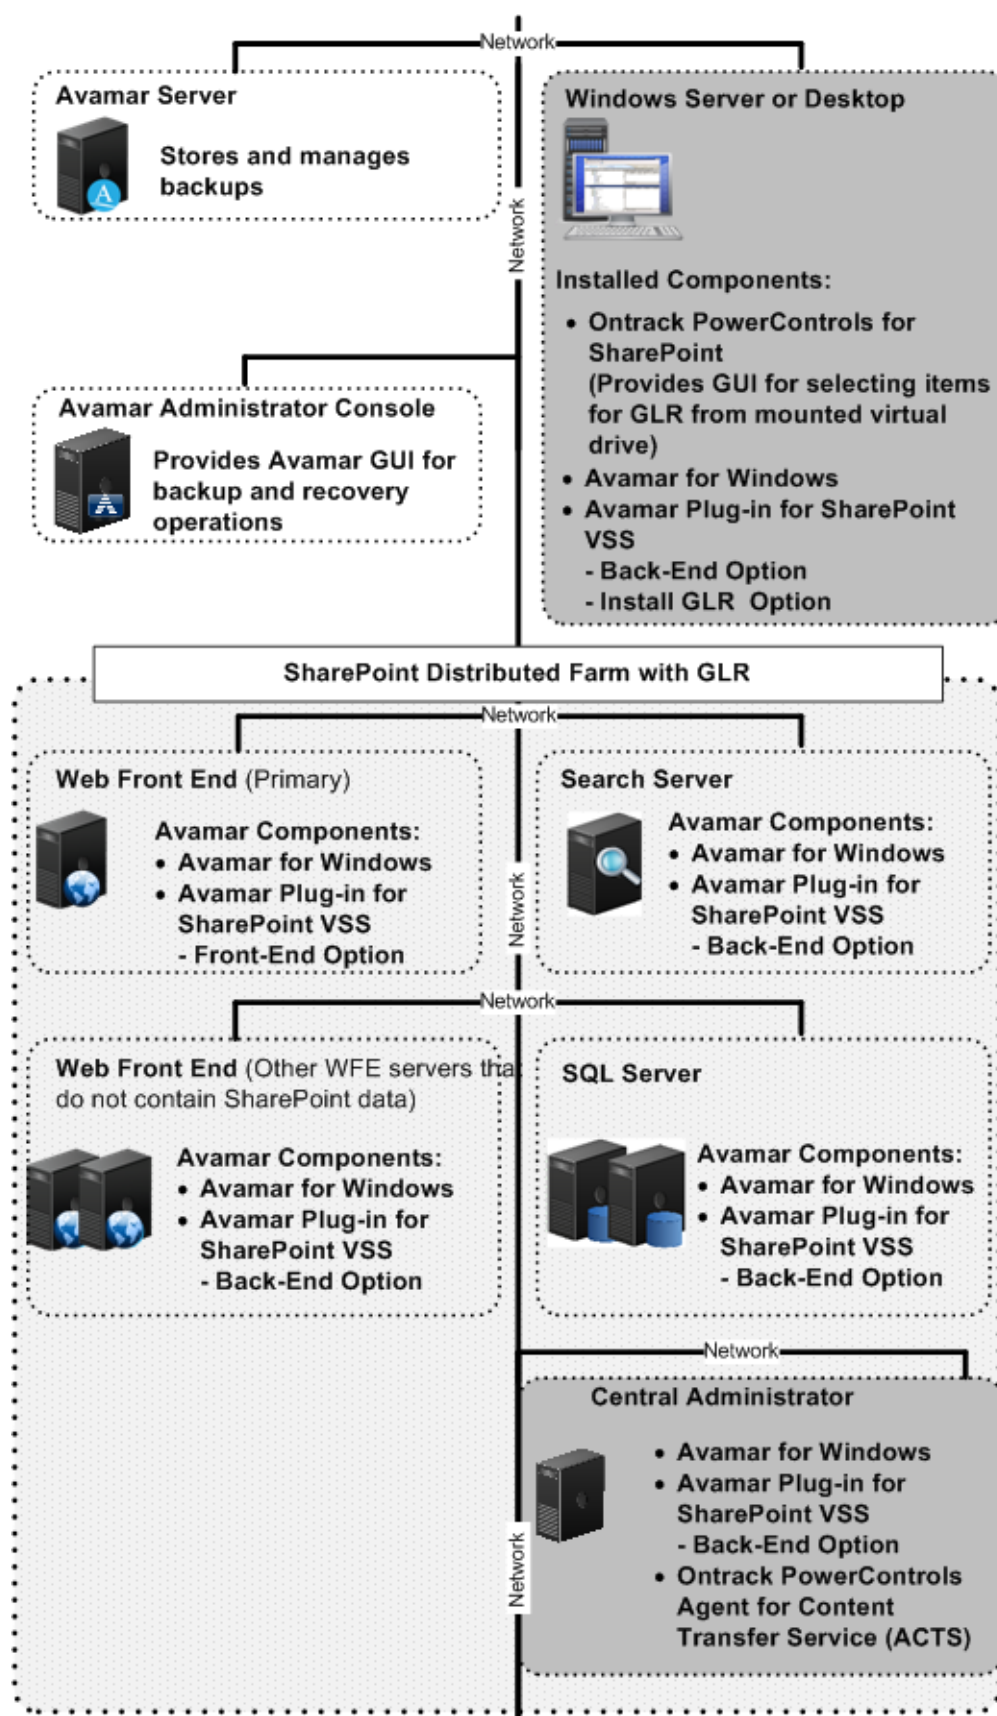 Network
Avamar Server
Stores and manages
backups
Windows Server or Desktop
Installed Components:
• Ontrack PowerControls for
SharePoint
(Provides GUI for selecting items
for GLR from mounted virtual
drive)
• Avamar for Windows
• Avamar Plug-in for SharePoint
VSS
- Back-End Option
- Install GLR Option
Network
Avamar Administrator Console
Provides Avamar GUI for
backup and recovery
operations
SharePoint Distributed Farm with GLR
Network
Web Front End (Primary)
Avamar Components:
• Avamar for Windows
• Avamar Plug-in for
SharePoint VSS
- Front-End Option
Search Server
Avamar Components:
• Avamar for Windows
• Avamar Plug-in for
SharePoint VSS
- Back-End Option
Network
Network
Web Front End (Other WFE servers tha
do not contain SharePoint data)
Avamar Components:
• Avamar for Windows
• Avamar Plug-in for
SharePoint VSS
- Back-End Option
SQL Server
Avamar Components:
• Avamar for Windows
• Avamar Plug-in for
SharePoint VSS
- Back-End Option
Network
Central Administrator
• Avamar for Windows
• Avamar Plug-in for
SharePoint VSS
- Back-End Option
• Ontrack PowerControls
Agent for Content
Transfer Service (ACTS)
Network